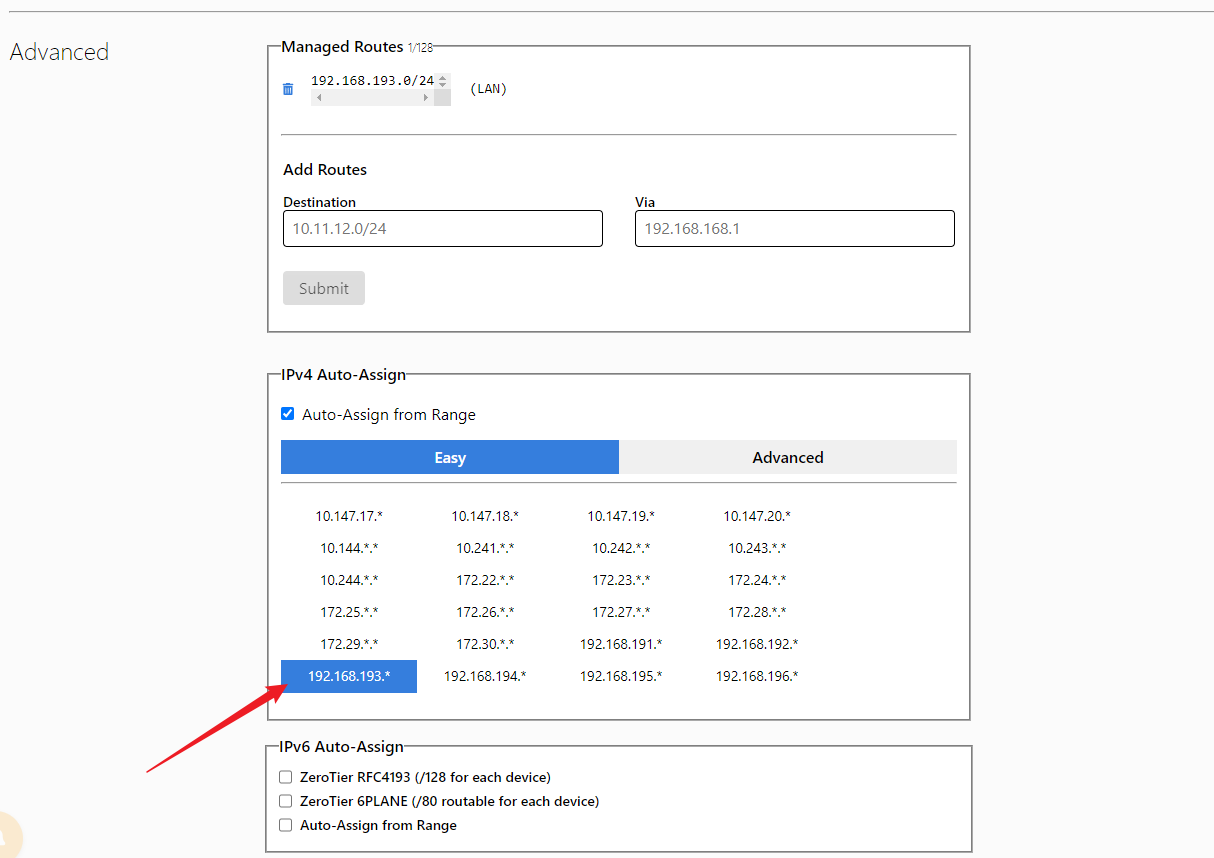 Advanced
Managed Routes 1/128
192.168.193.0/24
(LAN)
Add Routes
Destination Via
10.11.12.0/24 192.168.168.1
Submit
IPv4 Auto-Assign
Auto-Assign from Range
Easy Advanced
10.147.17.* 10.147.18.* 10.147.19.* 10.147.20.*
10.144.*.* 10.241.*.* 10.242.*.* 10.243.*.*
10.244.*.* 172.22.*.* 172.23.*.* 172.24.*.*
172.25.*.* 172.26.*.* 172.27.*.* 172.28.*.*
172.29.*.* 172.30.*.* 192.168.191.* 192.168.192.*
192.168.193.* 192.168.194.* 192.168.195.* 192.168.196.*
IPv6 Auto-Assign
ZeroTier RFC4193 (/128 for each device)
ZeroTier 6PLANE (/80 routable for each device)
Auto-Assign from Range